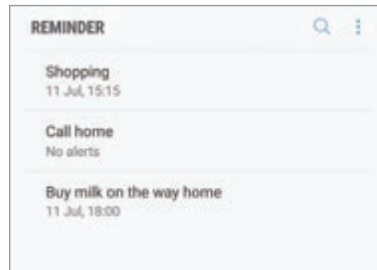 REMINDER
Shopping
11 Jul, 15:15
Call home
No alerts
Buy milk on the way home
11 Jul, 18:00